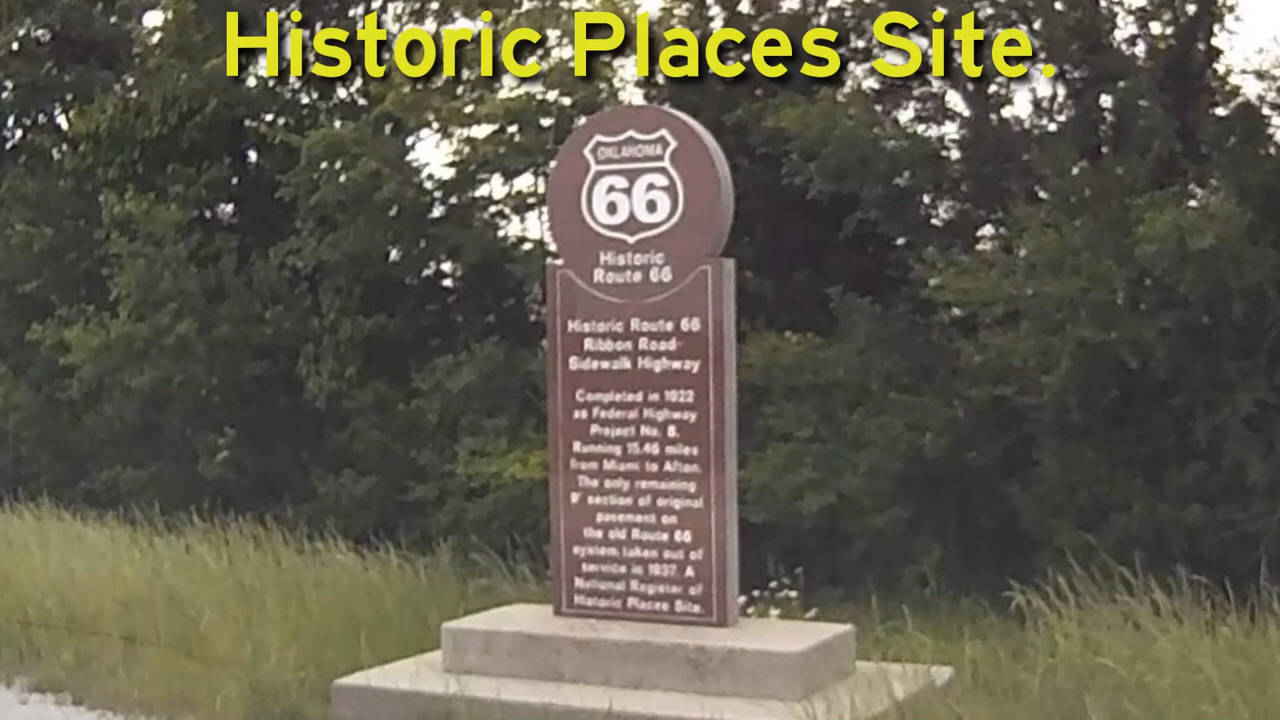 Historic Places Site.
OKLAHOMA
66
Historic
Route 66
Historic Route 66
Ribbon Road-
Sidewalk Highway
Completed in 1922
as Federal Highway
Project No. 8.
Running 15.46 miles
from Miami to Afton.
The only remaining
9' section of original
pavement on
the old Route 66
system, taken out of
service in 1937. A
National Register of
Historic Places Site.